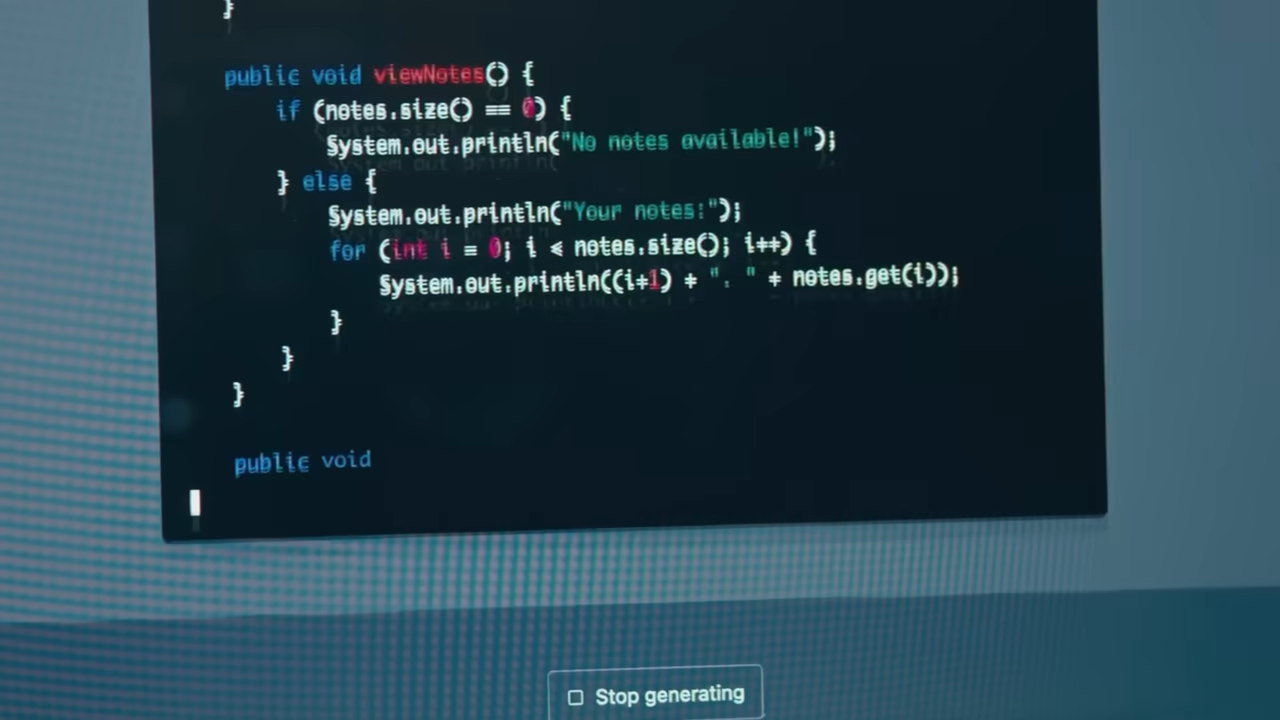 }
public void viewNotes() {
if (notes.size() == 0) {
System.out.println("No notes available!");
} else {
System.out.println("Your notes:");
for (int i = 0; i < notes.size(); i++) {
System.out.println((i+1) + ". " + notes.get(i));
}
}
}
public void
Stop generating